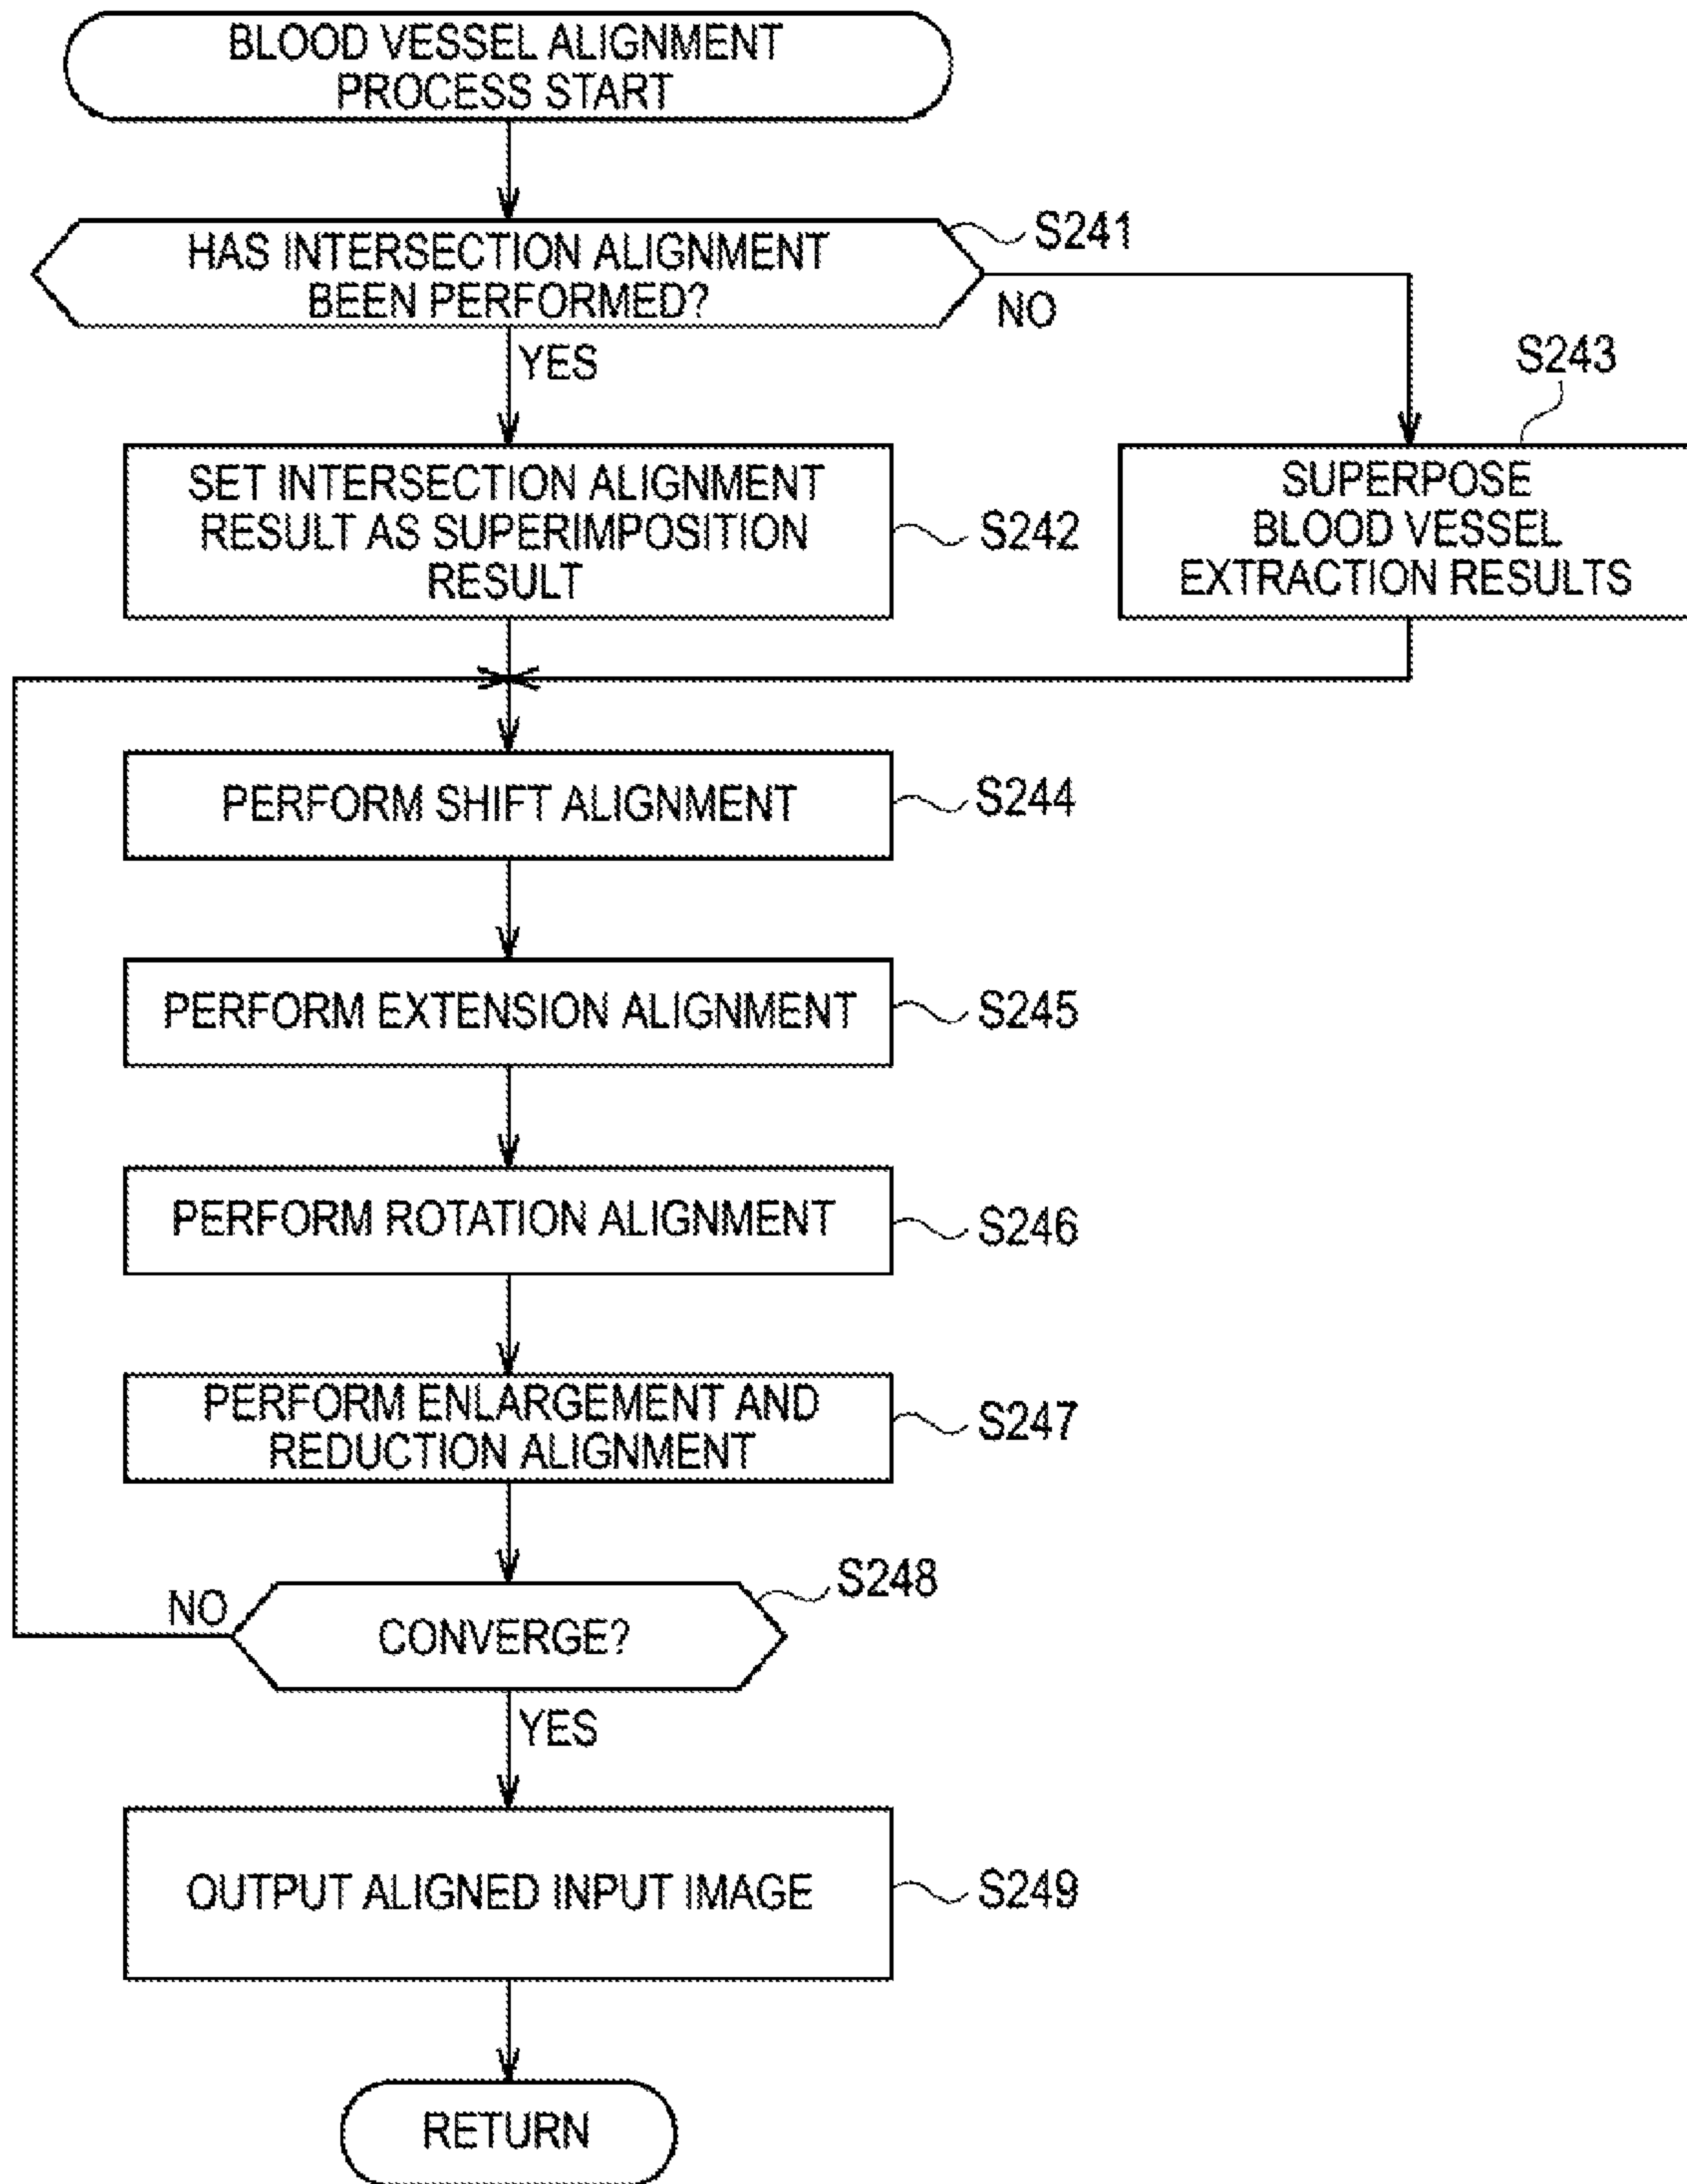 BLOOD VESSEL ALIGNMENT
PROCESS START
S241
HAS INTERSECTION ALIGNMENT
BEEN PERFORMED?
NO
YES
S243
SET INTERSECTION ALIGNMENT
RESULT AS SUPERIMPOSITION
RESULT
S242
SUPERPOSE
BLOOD VESSEL
EXTRACTION RESULTS
PERFORM SHIFT ALIGNMENT
S244
PERFORM EXTENSION ALIGNMENT
S245
PERFORM ROTATION ALIGNMENT
S246
PERFORM ENLARGEMENT AND
REDUCTION ALIGNMENT
S247
S248
NO
CONVERGE?
YES
OUTPUT ALIGNED INPUT IMAGE
S249
RETURN